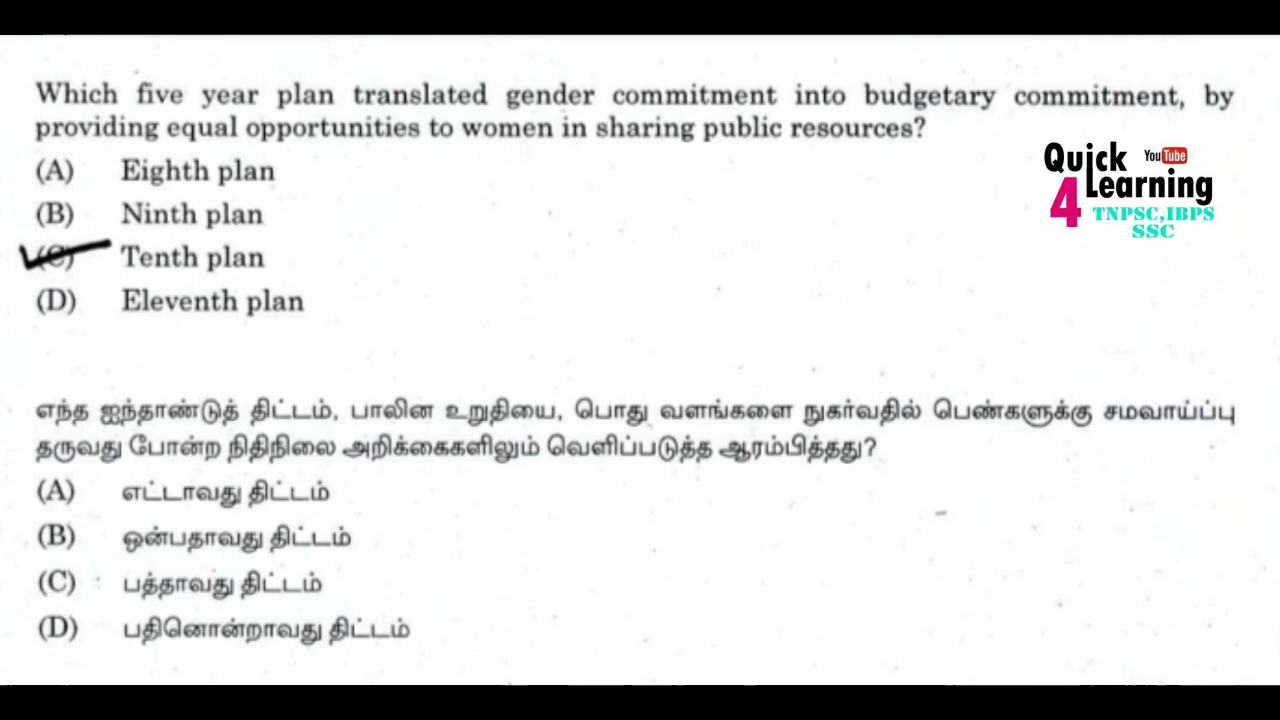 Which five year plan translated gender commitment into budgetary commitment, by
providing equal opportunities to women in sharing public resources?
(A) Eighth plan
(B) Ninth plan
(C) Tenth plan
(D) Eleventh plan
Quick YouTube
4 Learning
TNPSC,IBPS
SSC
எந்த ஐந்தாண்டுத் திட்டம், பாலின உறுதியை, பொது வளங்களை நுகர்வதில் பெண்களுக்கு சமவாய்ப்பு
தருவது போன்ற நிதிநிலை அறிக்கைகளிலும் வெளிப்படுத்த ஆரம்பித்தது?
(A) எட்டாவது திட்டம்
(B) ஒன்பதாவது திட்டம்
(C) பத்தாவது திட்டம்
(D) பதினொன்றாவது திட்டம்